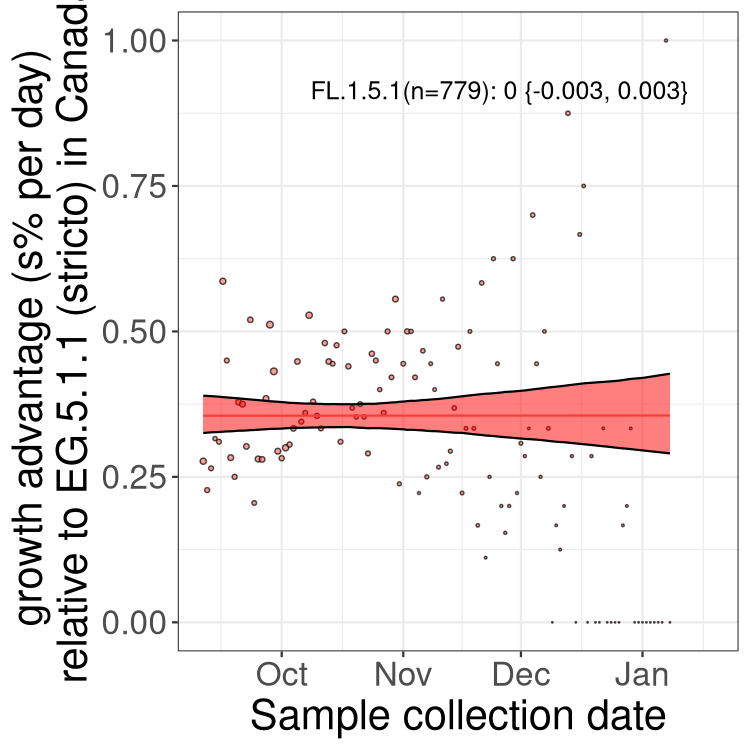 growth advantage (s% per day)
relative to EG.5.1.1 (stricto) in Canada
1.00
0.75
0.50
0.25
0.00
FL.1.5.1(n=779): 0 {-0.003, 0.003}
Oct Nov Dec Jan
Sample collection date